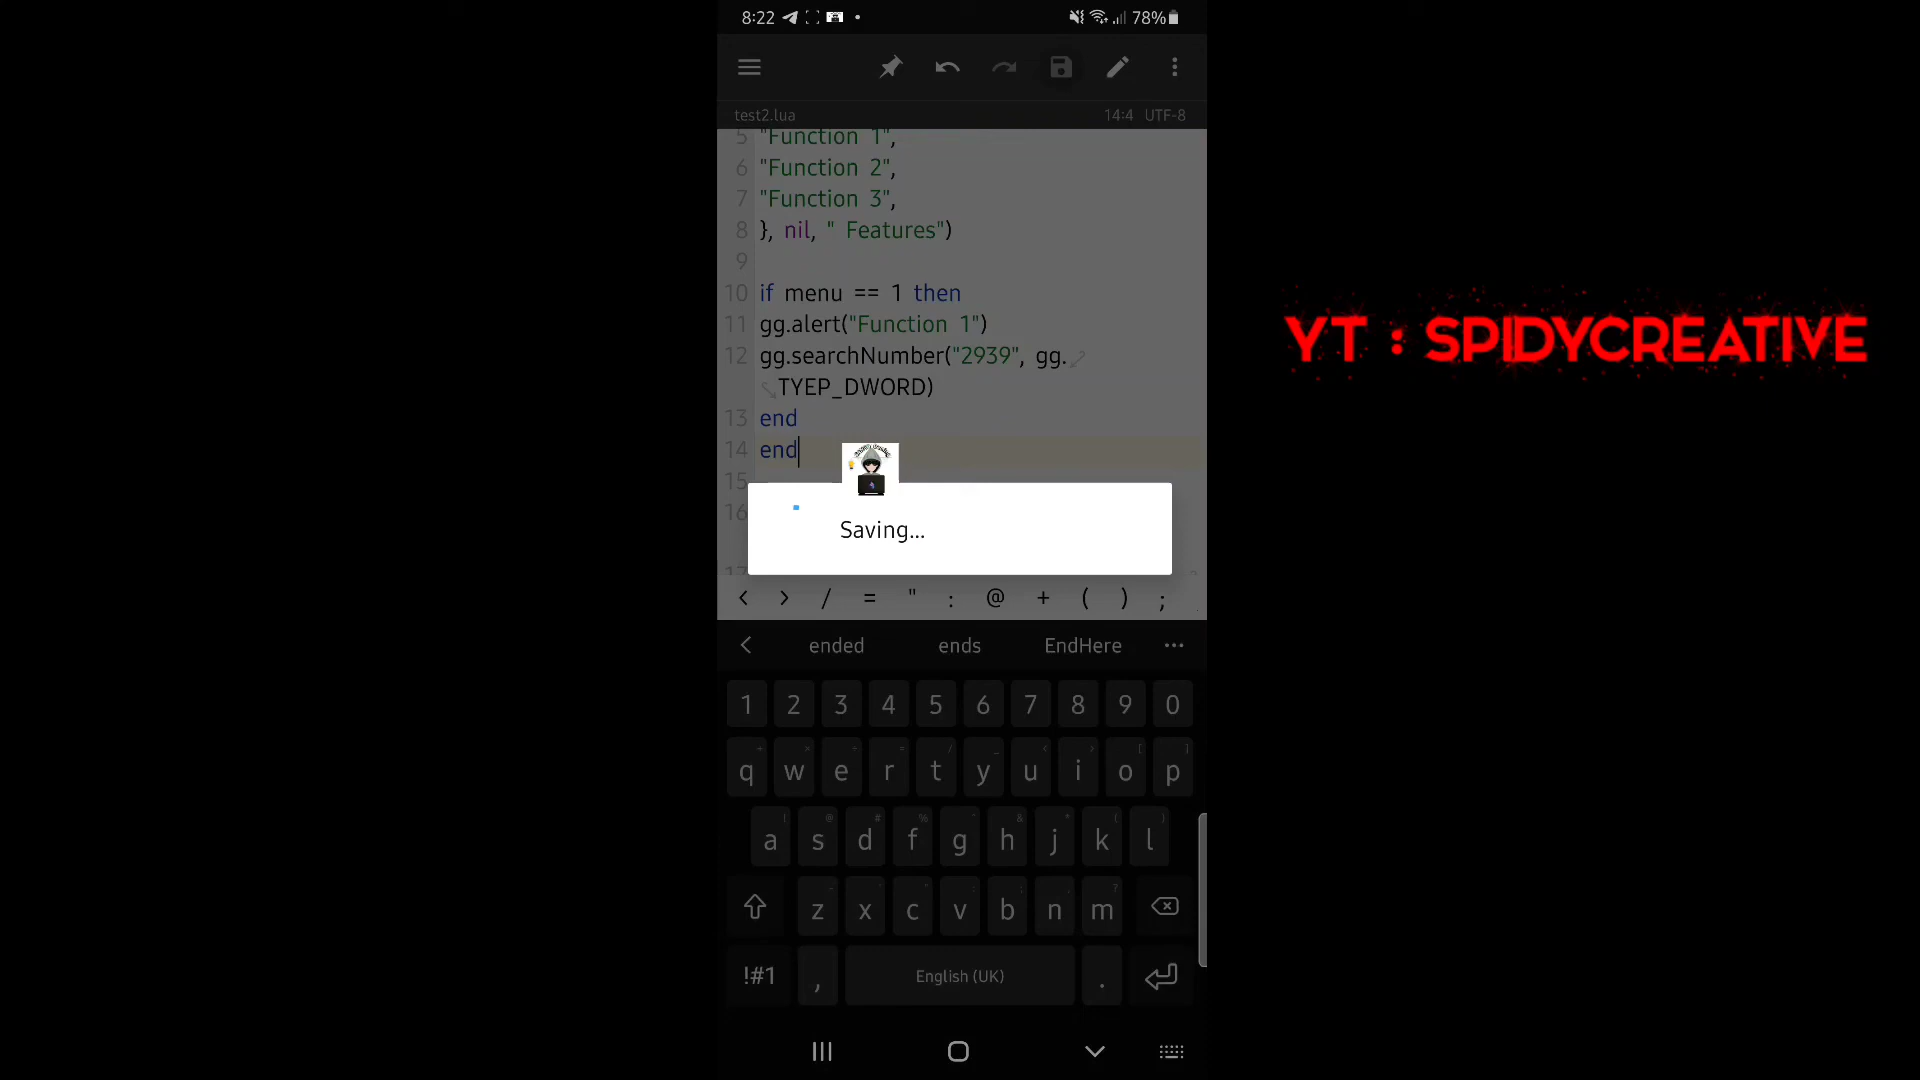 8:22 78%
test2.lua 14:4 UTF-8
5 "Function 1",
6 "Function 2",
7 "Function 3",
8 }, nil, " Features")
9
10 if menu == 1 then
11 gg.alert("Function 1")
12 gg.searchNumber("2939", gg.
TYEP_DWORD)
13 end
14 end
15
16
17
Saving...
< > / = " : @ + ( ) ;
ended ends EndHere
1 2 3 4 5 6 7 8 9 0
q w e r t y u i o p
a s d f g h j k l
z x c v b n m
!#1 , English (UK) .
YT : SPIDYCREATIVE